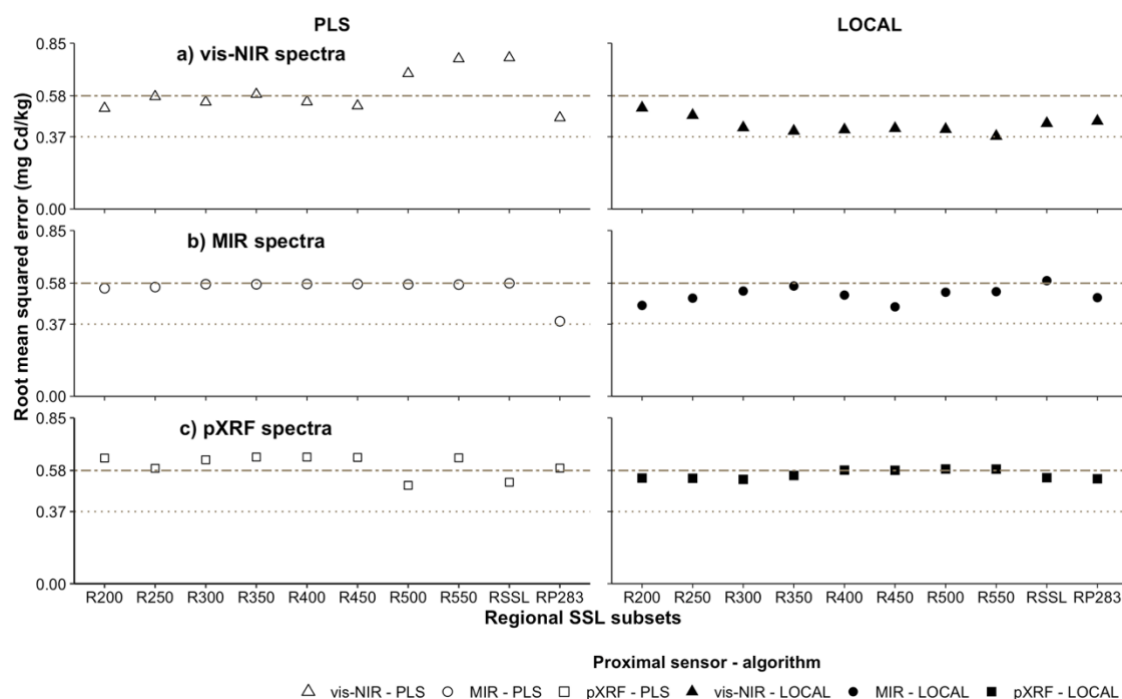 PLS LOCAL
a) vis-NIR spectra
0.85
0.58
0.37
0.00
b) MIR spectra
0.85
0.58
0.37
0.00
c) pXRF spectra
0.85
0.58
0.37
0.00
Root mean squared error (mg Cd/kg)
R200 R250 R300 R350 R400 R450 R500 R550 RSSL RP283 R200 R250 R300 R350 R400 R450 R500 R550 RSSL RP283
Regional SSL subsets
Proximal sensor - algorithm
vis-NIR - PLS MIR - PLS pXRF - PLS vis-NIR - LOCAL MIR - LOCAL pXRF - LOCAL